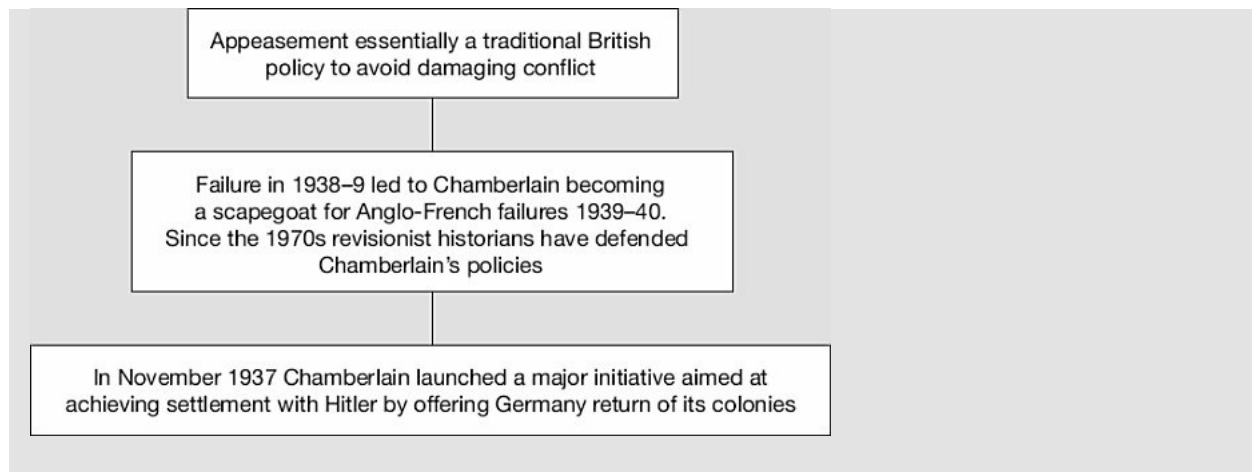 Appeasement essentially a traditional British
policy to avoid damaging conflict
Failure in 1938–9 led to Chamberlain becoming
a scapegoat for Anglo-French failures 1939–40.
Since the 1970s revisionist historians have defended
Chamberlain’s policies
In November 1937 Chamberlain launched a major initiative aimed at
achieving settlement with Hitler by offering Germany return of its colonies